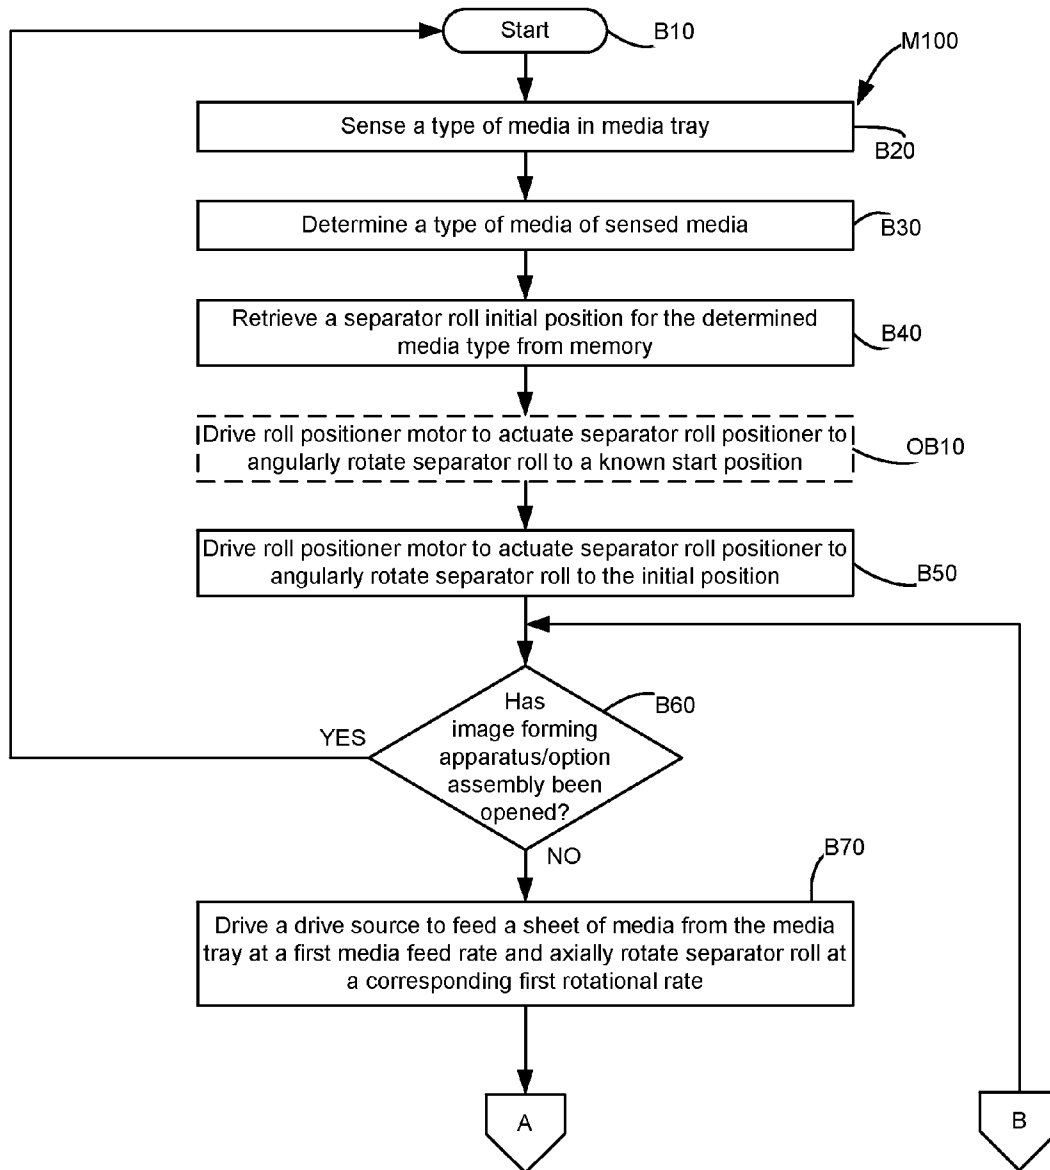 Start
B10
M100
Sense a type of media in media tray
B20
Determine a type of media of sensed media
B30
Retrieve a separator roll initial position for the determined
media type from memory
B40
Drive roll positioner motor to actuate separator roll positioner to
angularly rotate separator roll to a known start position
OB10
Drive roll positioner motor to actuate separator roll positioner to
angularly rotate separator roll to the initial position
B50
Has
image forming
apparatus/option
assembly been
opened?
B60
YES
NO
B70
Drive a drive source to feed a sheet of media from the media
tray at a first media feed rate and axially rotate separator roll at
a corresponding first rotational rate
A
B